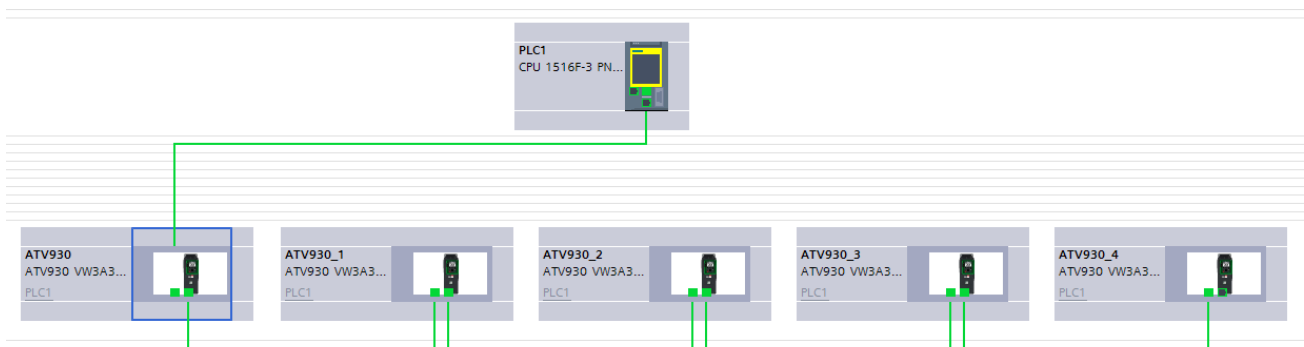 PLC1
CPU 1516F-3 PN...
ATV930
ATV930 VW3A3...
PLC1
ATV930_1
ATV930 VW3A3...
PLC1
ATV930_2
ATV930 VW3A3...
PLC1
ATV930_3
ATV930 VW3A3...
PLC1
ATV930_4
ATV930 VW3A3...
PLC1